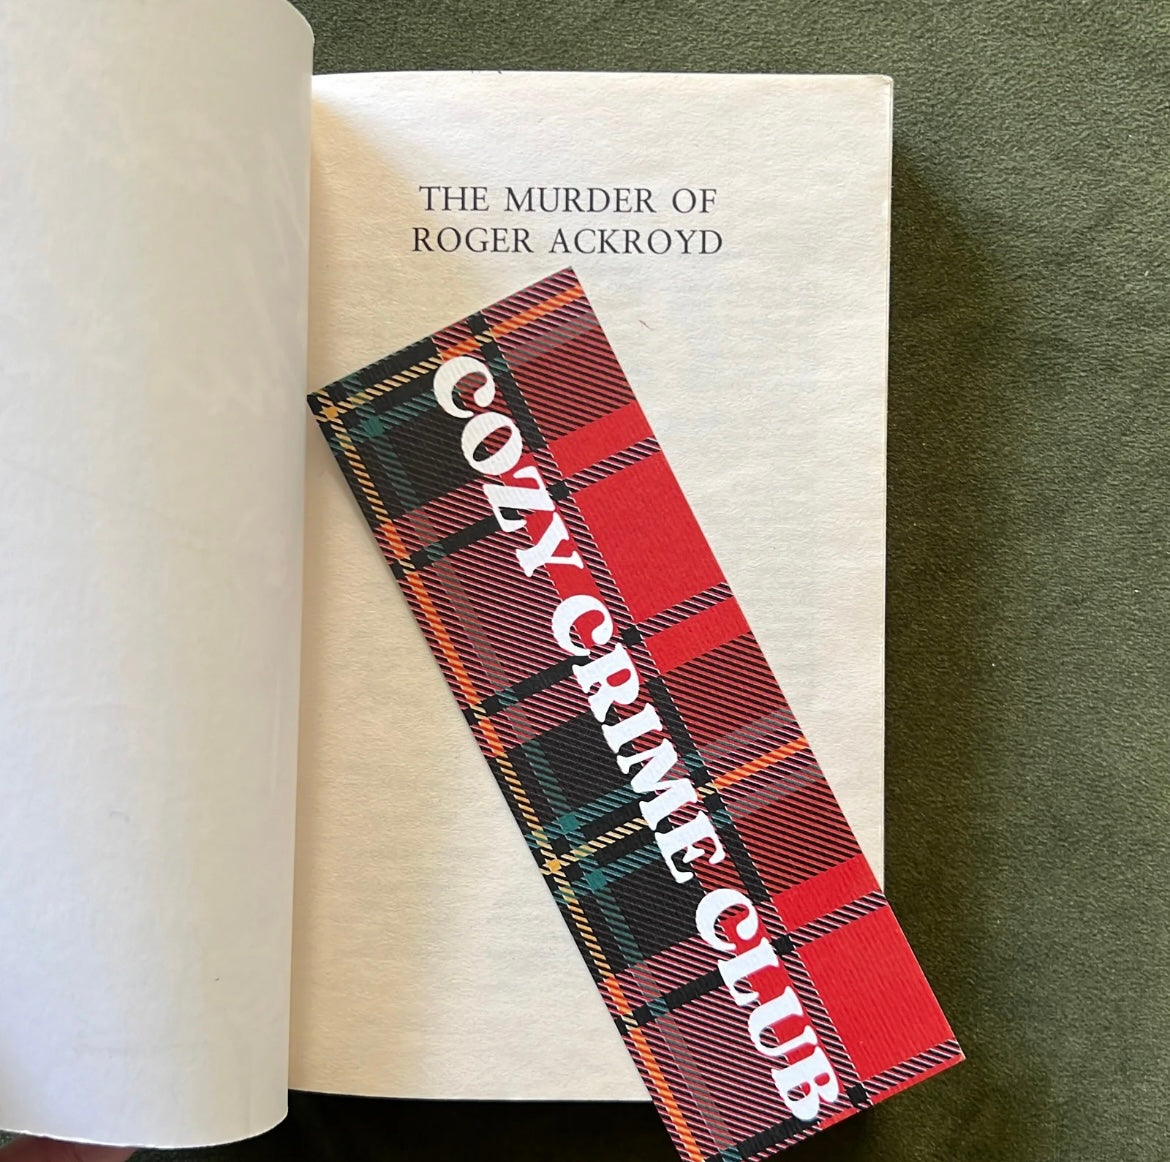 THE MURDER OF
ROGER ACKROYD
COZY CRIME CLUB